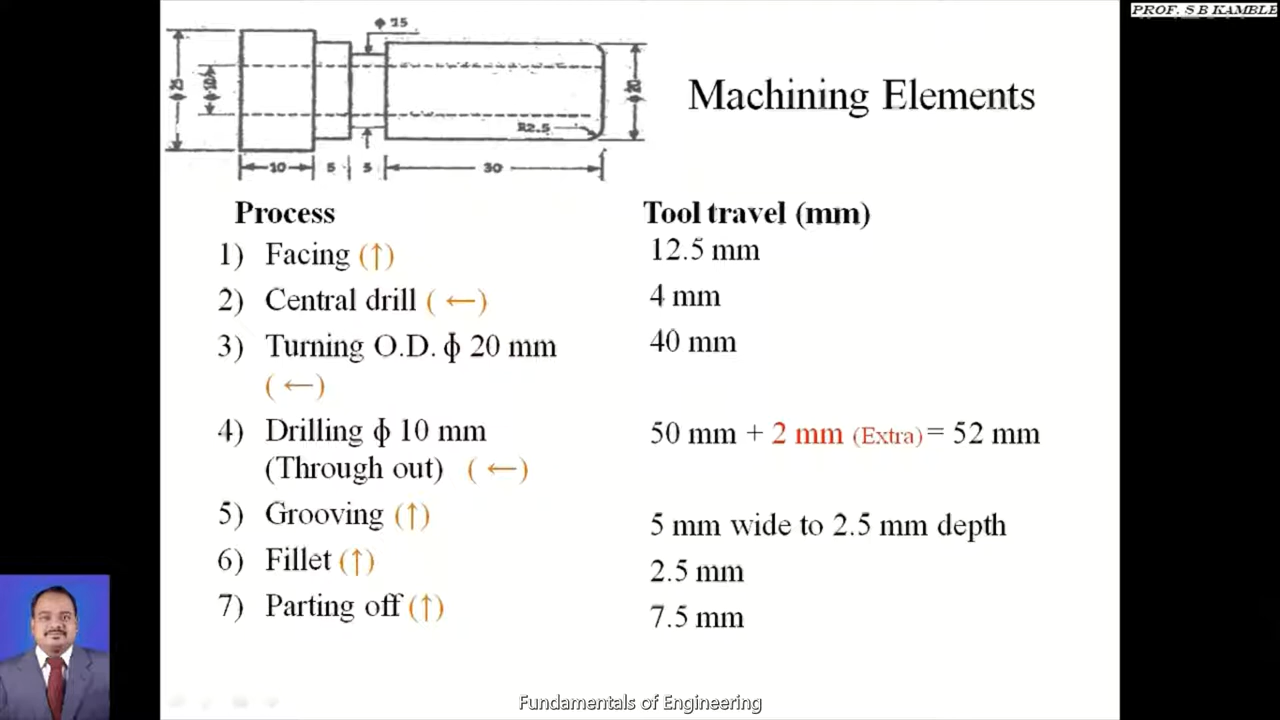 PROF. S B KAMBLE
ϕ 15
Machining Elements
ϕ 25
ϕ 10
ϕ 20
R2.5
10
5
5
30
Process
Tool travel (mm)
1) Facing (↑)
12.5 mm
2) Central drill ( ←)
4 mm
3) Turning O.D. ϕ 20 mm
( ←)
40 mm
4) Drilling ϕ 10 mm
(Through out) ( ←)
50 mm + 2 mm (Extra) = 52 mm
5) Grooving (↑)
5 mm wide to 2.5 mm depth
6) Fillet (↑)
2.5 mm
7) Parting off (↑)
7.5 mm
Fundamentals of Engineering